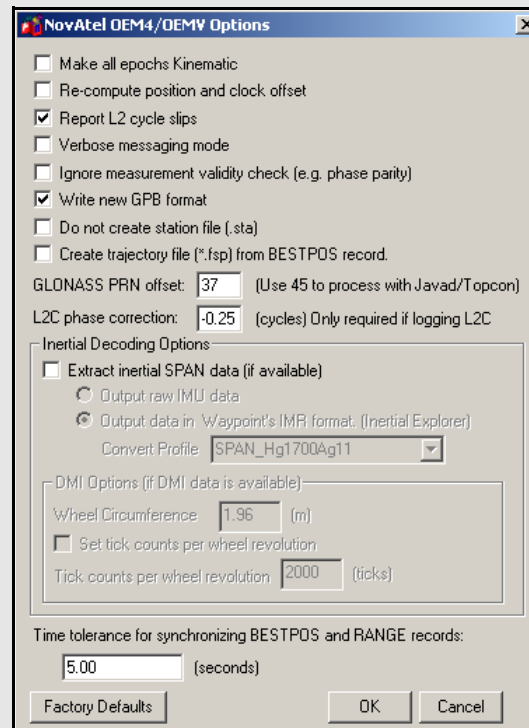 NovAtel OEM4/OEMV Options
Make all epochs Kinematic
Re-compute position and clock offset
Report L2 cycle slips
Verbose messaging mode
Ignore measurement validity check (e.g. phase parity)
Write new GPB format
Do not create station file (.sta)
Create trajectory file (*.fsp) from BESTPOS record.
GLONASS PRN offset: 37 (Use 45 to process with Javad/Topcon)
L2C phase correction: -0.25 (cycles) Only required if logging L2C
Inertial Decoding Options
Extract inertial SPAN data (if available)
Output raw IMU data
Output data in Waypoint's IMR format. (Inertial Explorer)
Convert Profile SPAN_Hg1700Ag11
DMI Options (if DMI data is available)
Wheel Circumference 1.96 (m)
Set tick counts per wheel revolution
Tick counts per wheel revolution 2000 (ticks)
Time tolerance for synchronizing BESTPOS and RANGE records:
5.00 (seconds)
Factory Defaults OK Cancel